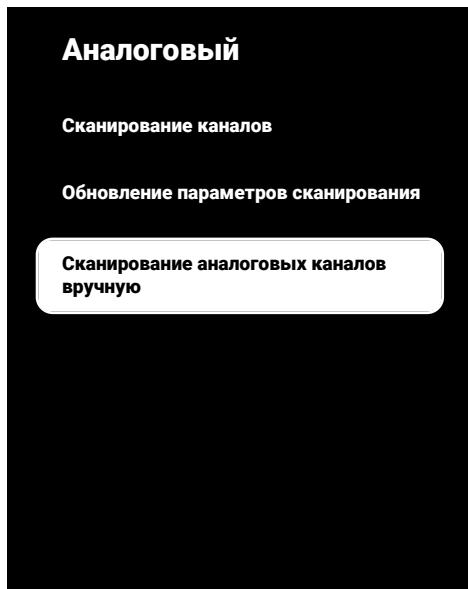 Аналоговый
Сканирование каналов
Обновление параметров сканирования
Сканирование аналоговых каналов
вручную